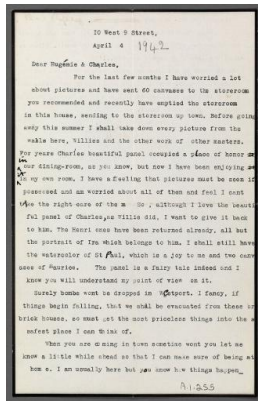 10 West 9 Street,
April 4 1942
Dear Eugénie & Charles,
For the last few months I have worried a lot
about pictures and have sent 60 canvases to the storeroom
you recommended and recently have emptied the storeroom
in this house, sending to the storeroom up town. Before going
away this summer I shall take down every picture from the
walls here, Willies and the other work of other masters.
For years Charles beautiful panel occupied a place of honor in
our dining-room, as you know, but now I have been enjoying it
in my own room. I have a feeling that pictures must be seen if
possessed and am worried about all of them and feel I cant
the right care of the m So, although I love the beauti
ful panel of Charles, as Willie did, I want to give it back
to him. The Henri ones have been returned already, all but
the portrait of Ira which belongs to him. I shall still have
the watercolor of St Paul, which is a joy to me and two canv
ases of Maurice. The panel is a fairy tale indeed and I
know you will understand my point of view on it.
Surely bombs wont be dropped in Westport. I fancy, if
things begin falling, that we shall be evacuated from these
brick houses, so must get the most priceless things into the
safest place I can think of.
When you are coming in town sometime wont you let me
know a little while ahead so that I can make sure of being at
hom e. I am usually here but you know how things happen
A1.255